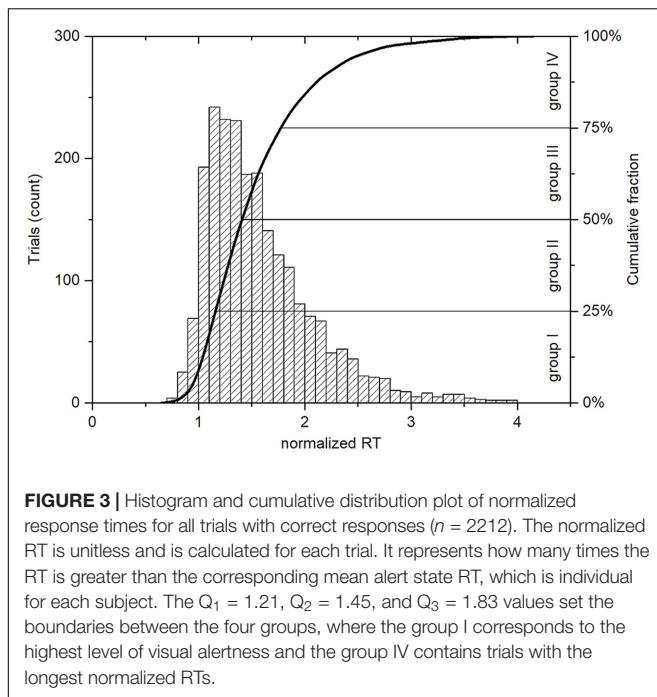 300
200
100
0
Trials (count)
group IV
group III
group II
group I
100%
75%
50%
25%
0%
Cumulative fraction
0 1 2 3 4
normalized RT
FIGURE 3 | Histogram and cumulative distribution plot of normalized
response times for all trials with correct responses (n = 2212). The normalized
RT is unitless and is calculated for each trial. It represents how many times the
RT is greater than the corresponding mean alert state RT, which is individual
for each subject. The Q₁ = 1.21, Q₂ = 1.45, and Q₃ = 1.83 values set the
boundaries between the four groups, where the group I corresponds to the
highest level of visual alertness and the group IV contains trials with the
longest normalized RTs.